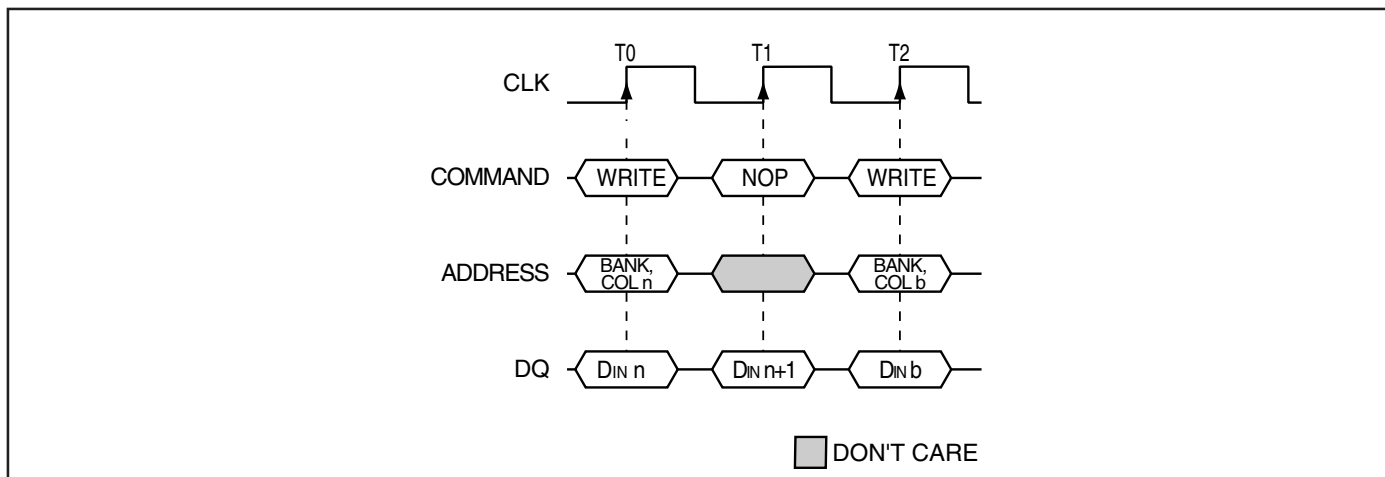 T0 T1 T2
CLK
COMMAND WRITE NOP WRITE
ADDRESS BANK, COL n BANK, COL b
DQ DIN n DIN n+1 DIN b
DON'T CARE